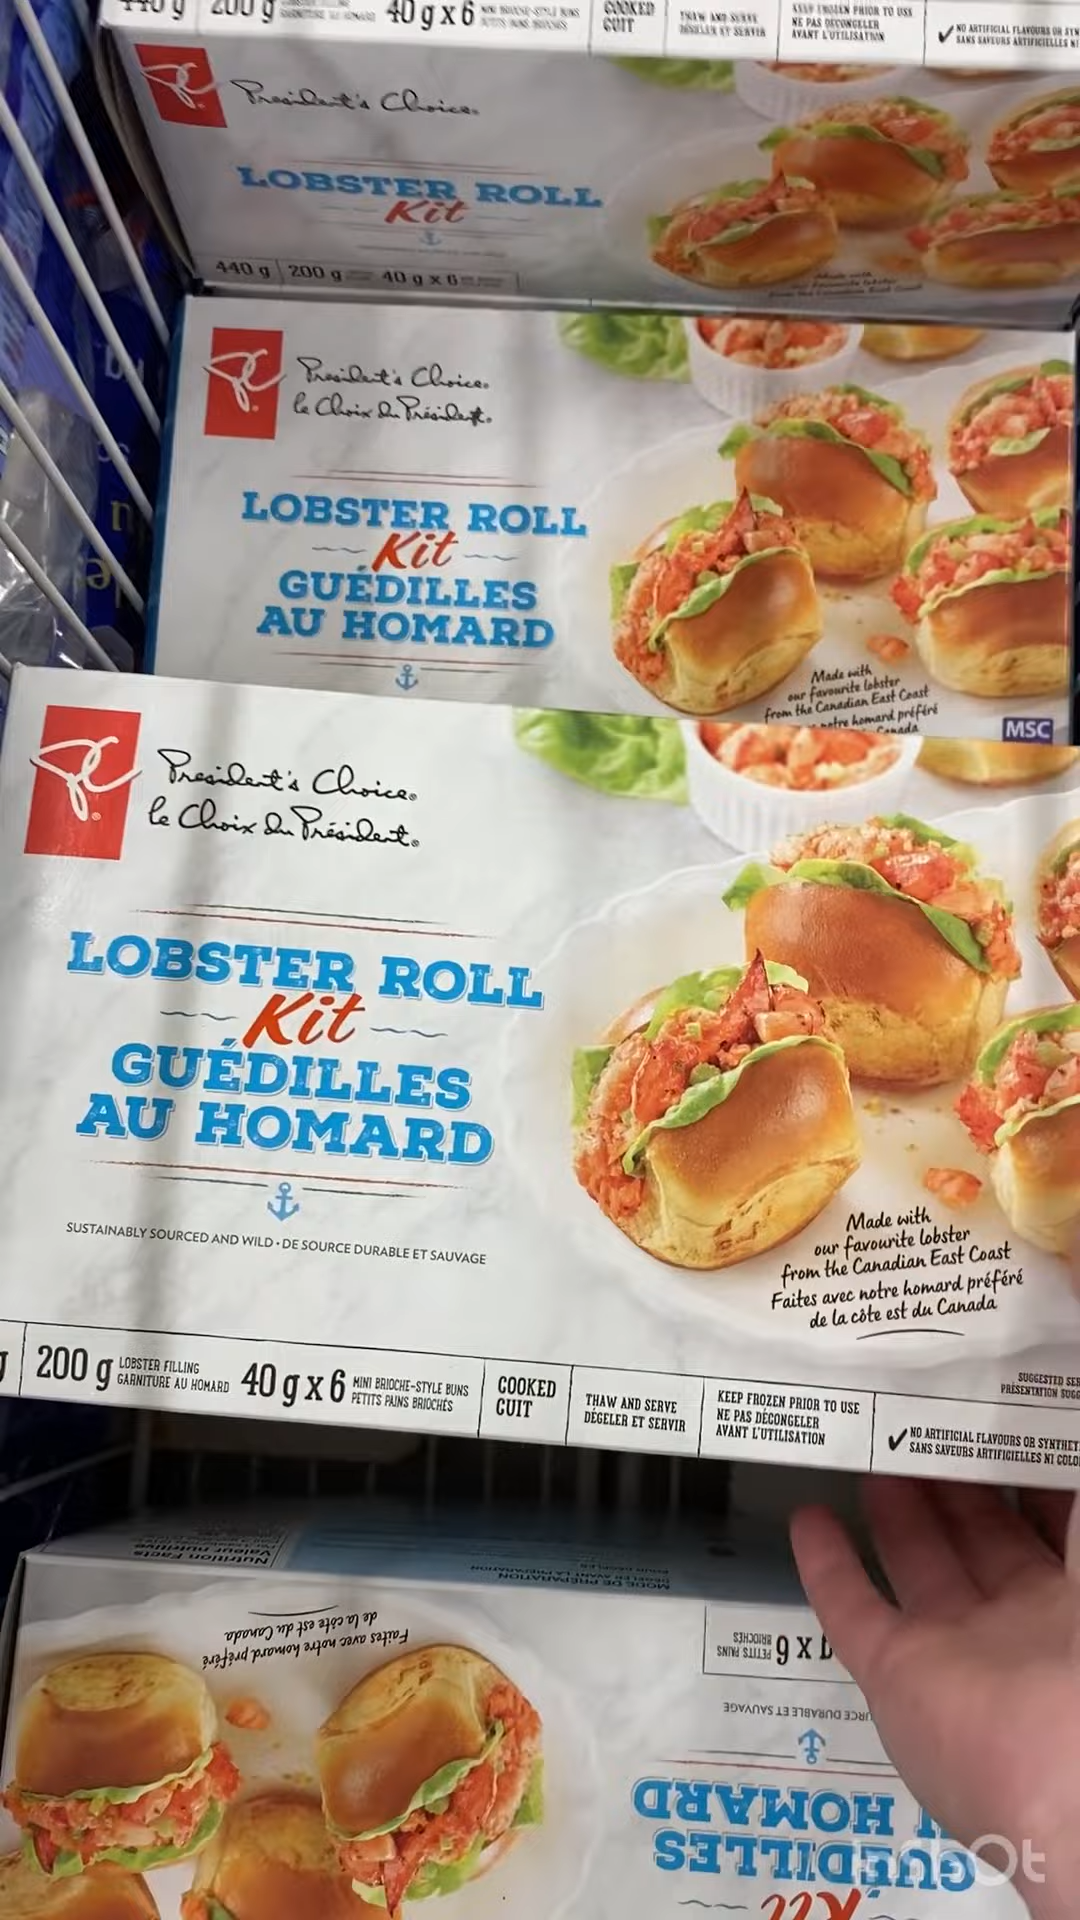 200 g
40 g x 6
MINI BRIOCHE-STYLE BUNS
PETITS PAINS BRIOCHÉS
COOKED
CUIT
THAW AND SERVE
DÉGELER ET SERVIR
KEEP FROZEN PRIOR TO USE
NE PAS DÉCONGELER
AVANT L'UTILISATION
NO ARTIFICIAL FLAVOURS OR SYN
SANS SAVEURS ARTIFICIELLES NI
President's Choice®
LOBSTER ROLL
Kit
440 g
200 g
40 g x 6
Made with
our favourite lobster
from the Canadian East Coast
President's Choice®
le Choix du Président®
LOBSTER ROLL
Kit
GUÉDILLES
AU HOMARD
Made with
our favourite lobster
from the Canadian East Coast
notre homard préféré
Canada
MSC
President's Choice®
le Choix du Président®
LOBSTER ROLL
Kit
GUÉDILLES
AU HOMARD
SUSTAINABLY SOURCED AND WILD • DE SOURCE DURABLE ET SAUVAGE
Made with
our favourite lobster
from the Canadian East Coast
Faites avec notre homard préféré
de la côte est du Canada
g
200 g
LOBSTER FILLING
GARNITURE AU HOMARD
40 g x 6
MINI BRIOCHE-STYLE BUNS
PETITS PAINS BRIOCHÉS
COOKED
CUIT
THAW AND SERVE
DÉGELER ET SERVIR
KEEP FROZEN PRIOR TO USE
NE PAS DÉCONGELER
AVANT L'UTILISATION
SUGGESTED SER
PRÉSENTATION SUGG
NO ARTIFICIAL FLAVOURS OR SYNTHET
SANS SAVEURS ARTIFICIELLES NI COLO
Nutrition Facts
Valeur nutritive
MODE DE PRÉPARATION
Faites avec notre homard préféré
de la côte est du Canada
g x 6
PETITS PAINS
BRIOCHÉS
URCE DURABLE ET SAUVAGE
U HOMARD
GUÉDILLES
Kit